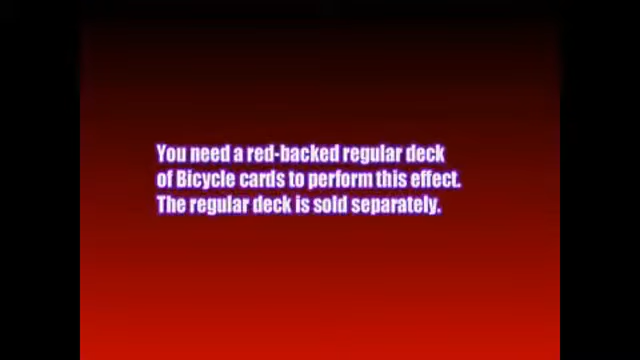 You need a red-backed regular deck
of Bicycle cards to perform this effect.
The regular deck is sold separately.